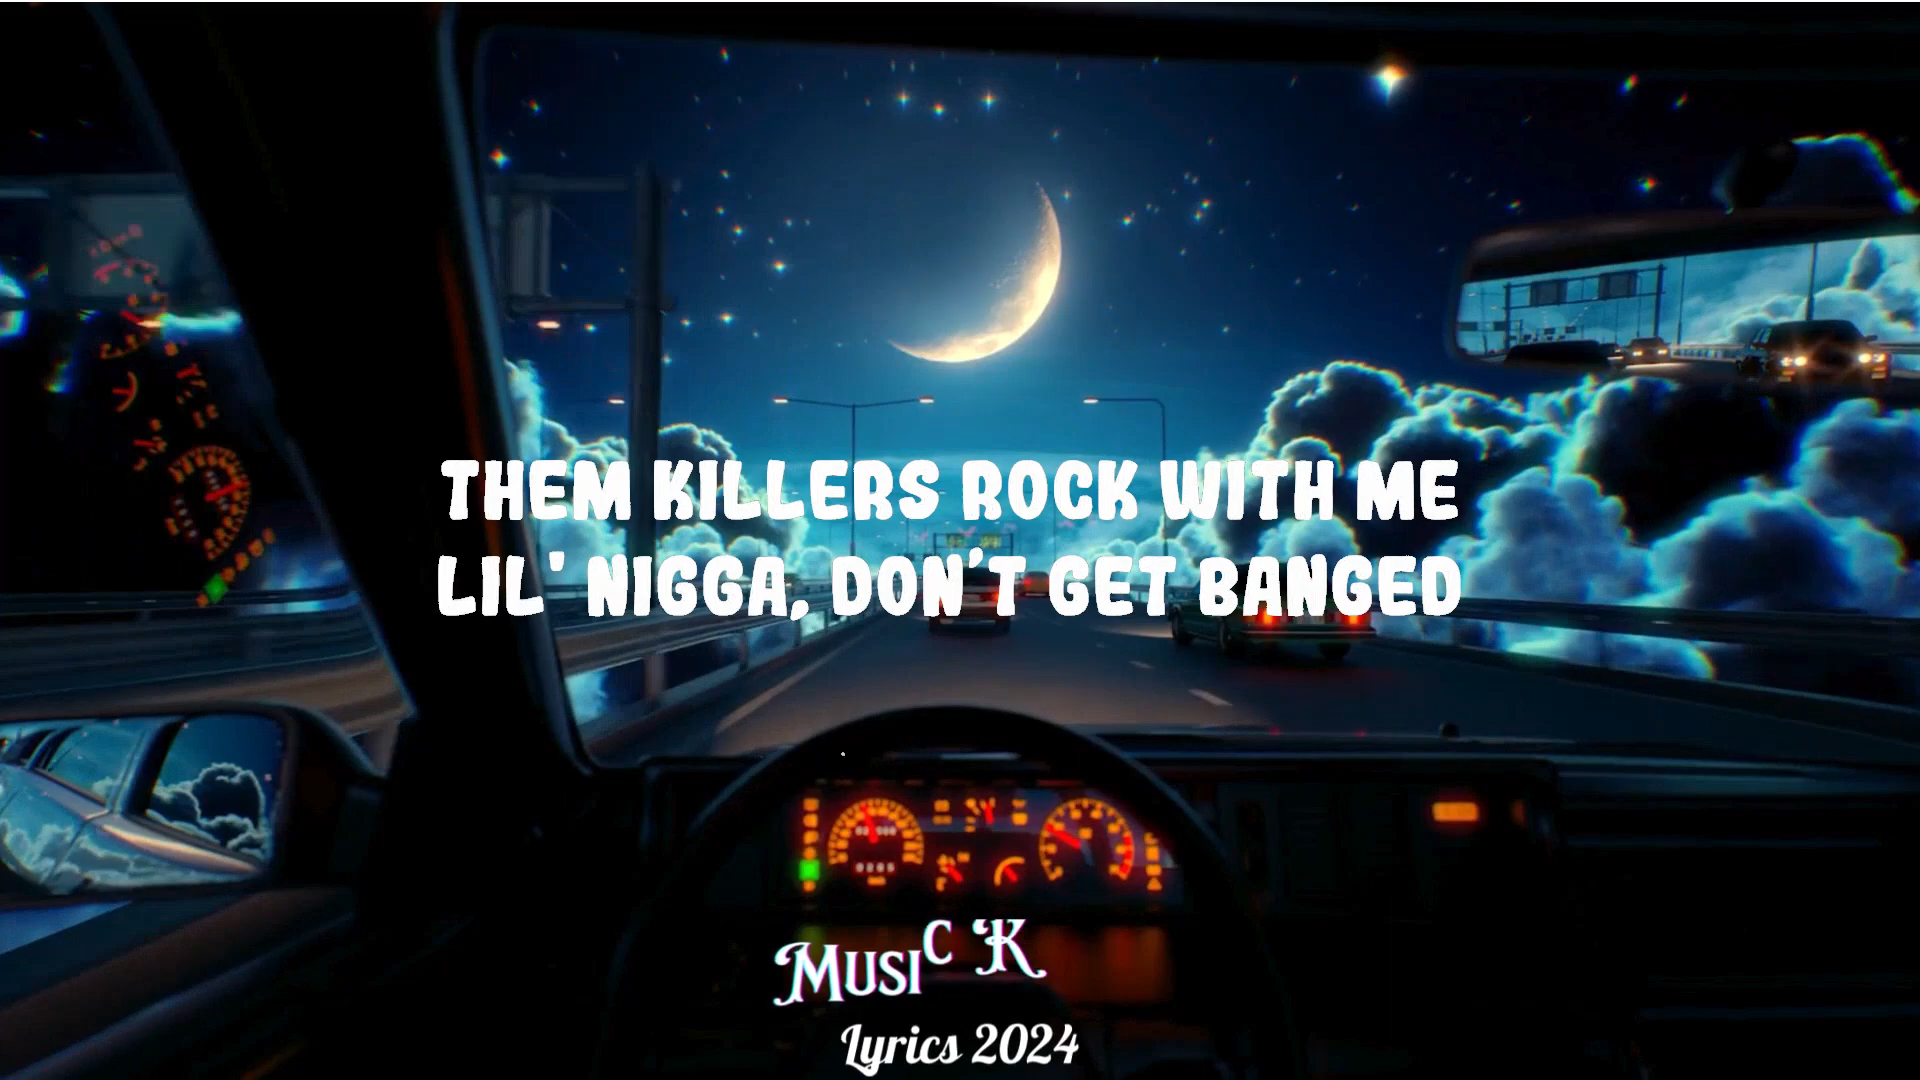 THEM KILLERS ROCK WITH ME
LIL' NIGGA, DON'T GET BANGED
MUSIC K
Lyrics 2024